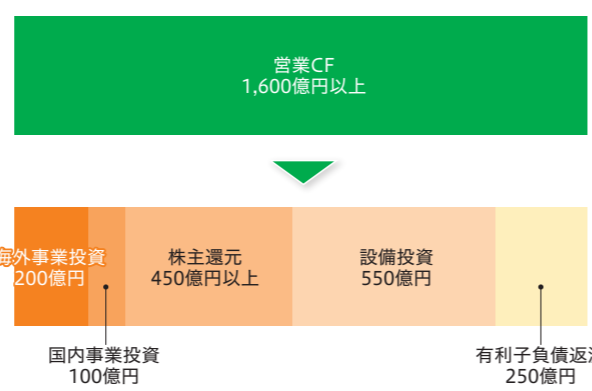 営業CF
1,600億円以上
海外事業投資
200億円
株主還元
450億円以上
設備投資
550億円
国内事業投資
100億円
有利子負債返済
250億円